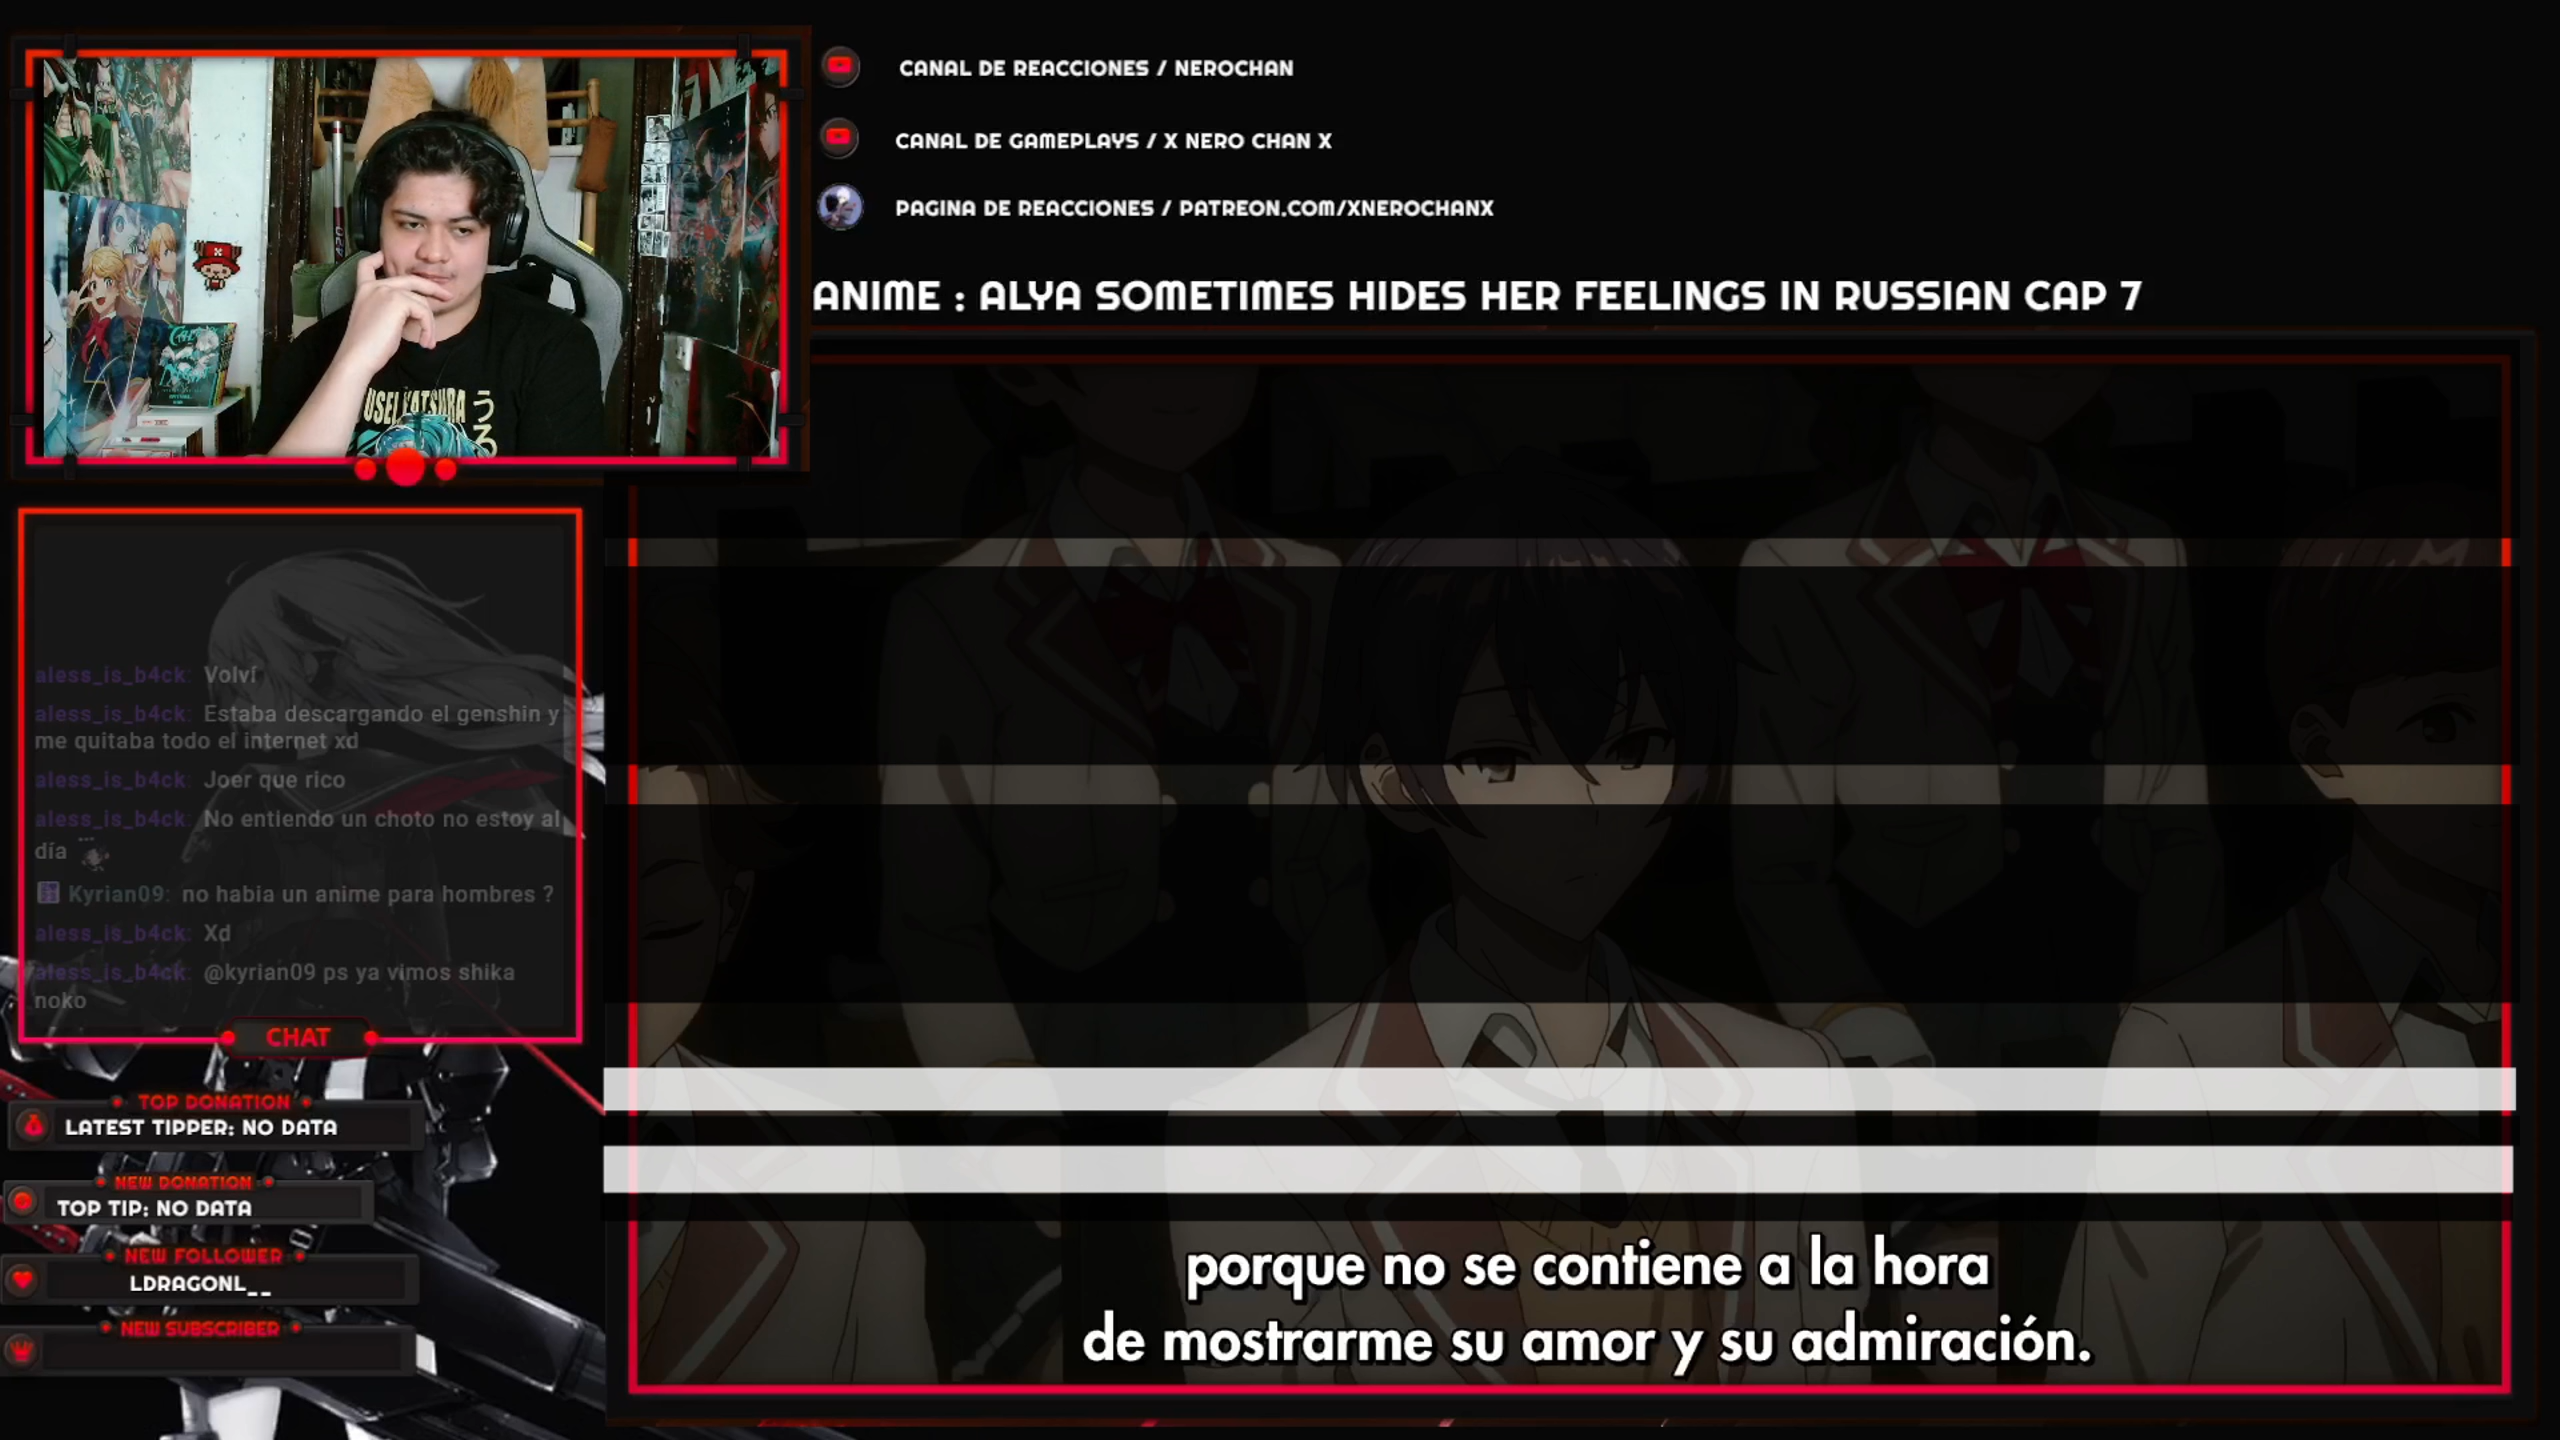 CANAL DE REACCIONES / NEROCHAN
CANAL DE GAMEPLAYS / X NERO CHAN X
PAGINA DE REACCIONES / PATREON.COM/XNEROCHANX
ANIME : ALYA SOMETIMES HIDES HER FEELINGS IN RUSSIAN CAP 7
aless_is_b4ck: Volví
aless_is_b4ck: Estaba descargando el genshin y
me quitaba todo el internet xd
aless_is_b4ck: Joer que rico
aless_is_b4ck: No entiendo un choto no estoy al
día
Kyrian09: no habia un anime para hombres ?
aless_is_b4ck: Xd
aless_is_b4ck: @kyrian09 ps ya vimos shika
noko
CHAT
TOP DONATION
LATEST TIPPER: NO DATA
NEW DONATION
TOP TIP: NO DATA
NEW FOLLOWER
LDRAGONL__
NEW SUBSCRIBER
porque no se contiene a la hora
de mostrarme su amor y su admiración.